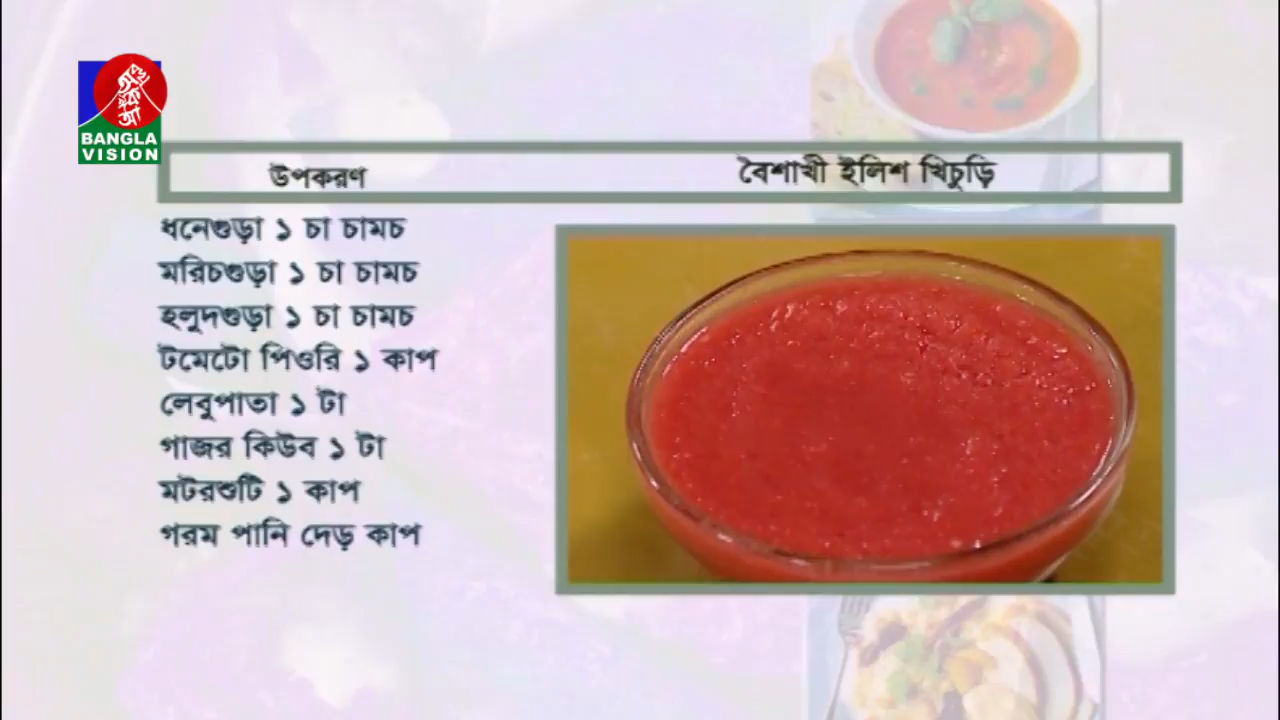 BANGLA
VISION
উপকরণ
বৈশাখী ইলিশ খিচুড়ি
ধনেগুড়া ১ চা চামচ
মরিচগুড়া ১ চা চামচ
হলুদগুড়া ১ চা চামচ
টমেটো পিওরি ১ কাপ
লেবুপাতা ১ টা
গাজর কিউব ১ টা
মটরশুটি ১ কাপ
গরম পানি দেড় কাপ